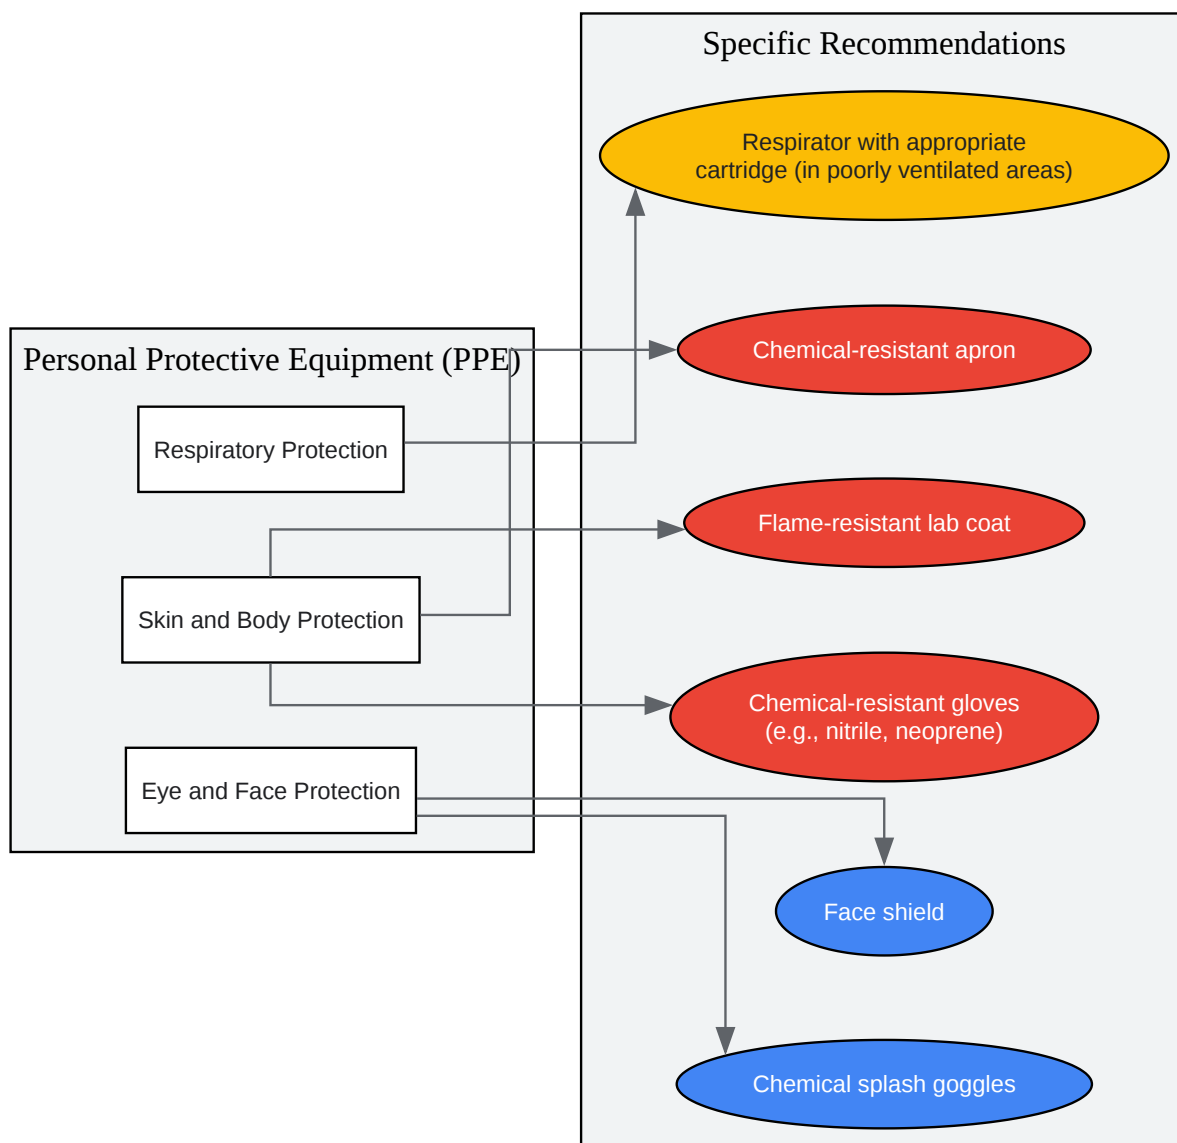 Specific Recommendations
Respirator with appropriate
cartridge (in poorly ventilated areas)
Chemical-resistant apron
Flame-resistant lab coat
Chemical-resistant gloves
(e.g., nitrile, neoprene)
Face shield
Chemical splash goggles
Personal Protective Equipment (PPE)
Respiratory Protection
Skin and Body Protection
Eye and Face Protection